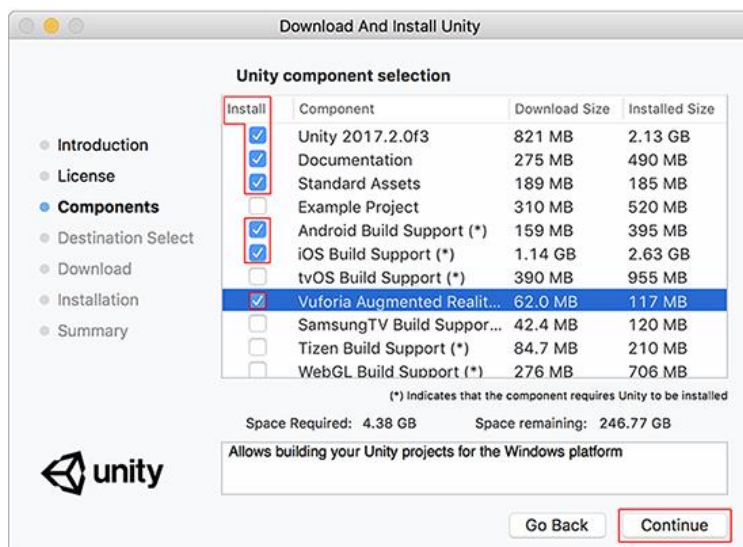 Download And Install Unity
Unity component selection
Install Component Download Size Installed Size
Unity 2017.2.0f3 821 MB 2.13 GB
Documentation 275 MB 490 MB
Standard Assets 189 MB 185 MB
Example Project 310 MB 520 MB
Android Build Support (*) 159 MB 395 MB
iOS Build Support (*) 1.14 GB 2.63 GB
tvOS Build Support (*) 390 MB 955 MB
Vuforia Augmented Realit... 62.0 MB 117 MB
SamsungTV Build Suppor... 42.4 MB 120 MB
Tizen Build Support (*) 84.7 MB 210 MB
WebGL Build Support (*) 276 MB 706 MB
Introduction
License
Components
Destination Select
Download
Installation
Summary
(*) Indicates that the component requires Unity to be installed
Space Required: 4.38 GB Space remaining: 246.77 GB
Allows building your Unity projects for the Windows platform
unity
Go Back Continue